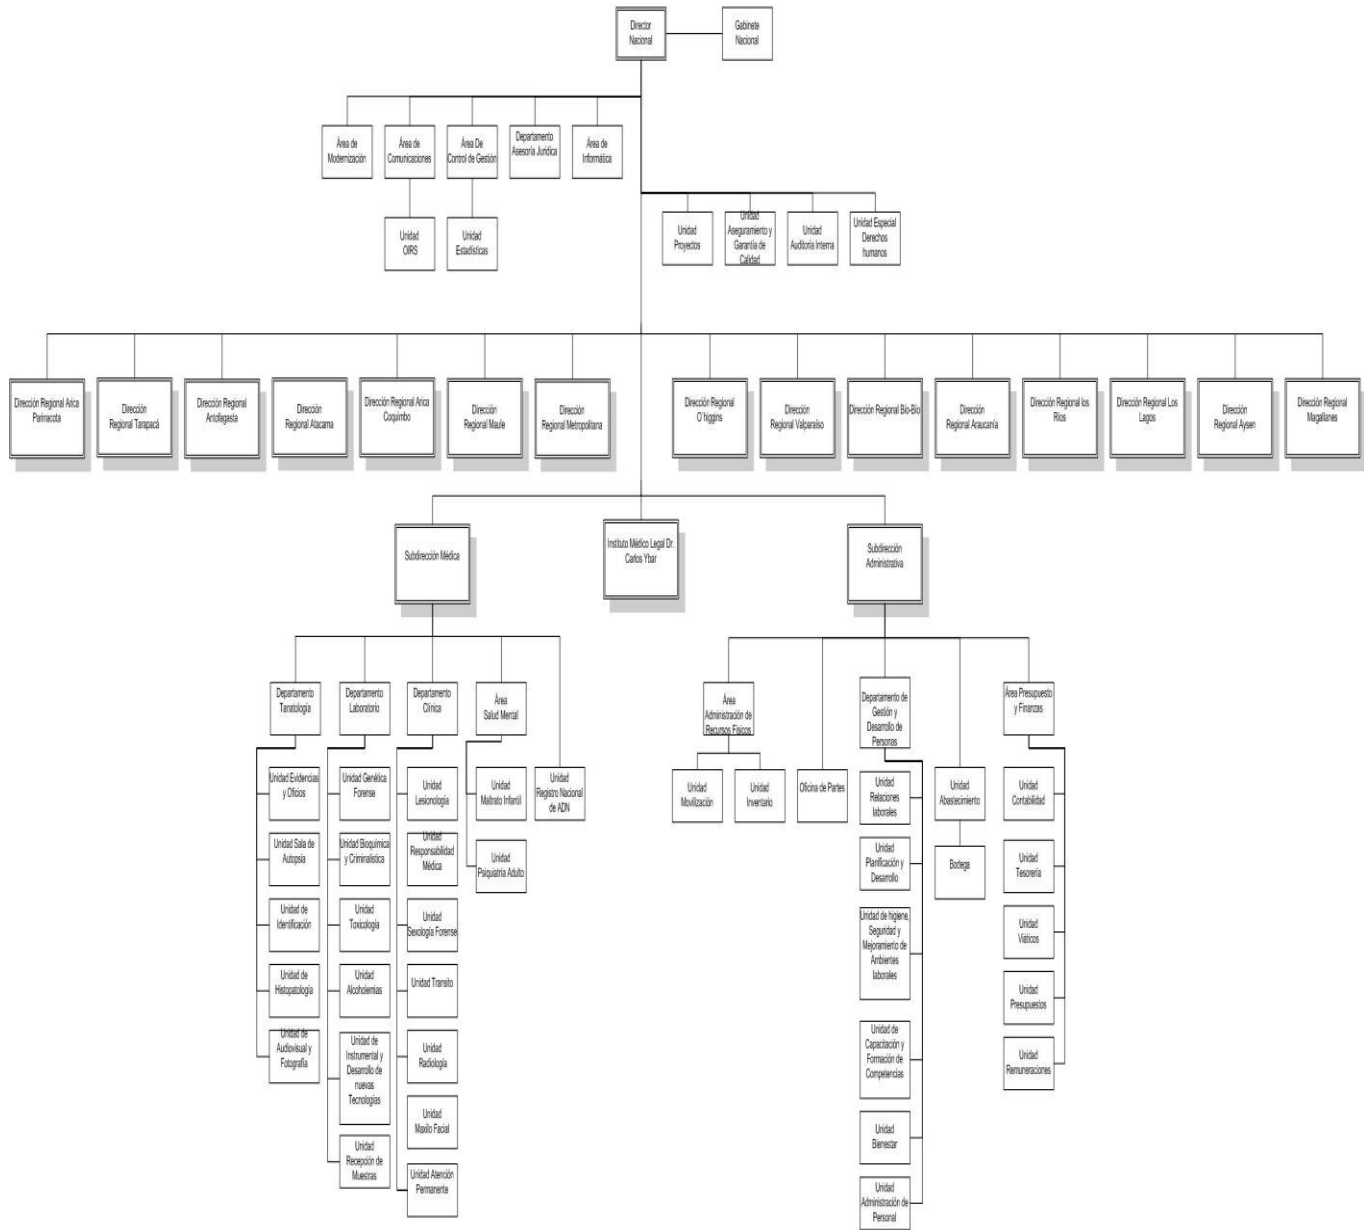 Director
Nacional
Gabinete
Nacional
Área de
Modernización
Área de
Comunicaciones
Área De
Control de Gestión
Departamento
Asesoría Jurídica
Área de
Informática
Unidad
OIRS
Unidad
Estadísticas
Unidad
Proyectos
Unidad
Aseguramiento y
Garantía de
Calidad
Unidad
Auditoria Interna
Unidad Especial
Derechos
humanos
Dirección Regional Arica
Parinacota
Dirección
Regional Tarapacá
Dirección Regional
Antofagasta
Dirección
Regional Atacama
Dirección Regional Arica
Coquimbo
Dirección
Regional Maule
Dirección
Regional Metropolitana
Dirección Regional
O´higgins
Dirección
Regional Valparaíso
Dirección Regional Bio-Bio
Dirección
Regional Araucanía
Dirección Regional los
Ríos
Dirección Regional Los
Lagos
Dirección
Regional Aysen
Dirección Regional
Magallanes
Subdirección Médica
Instituto Médico Legal Dr.
Carlos Ybar
Subdirección
Administrativa
Departamento
Tanatología
Departamento
Laboratorio
Departamento
Clínica
Área
Salud Mental
Unidad
Registro Nacional
de ADN
Unidad Evidencias
y Oficios
Unidad Sala de
Autopsia
Unidad de
Identificación
Unidad de
Histopatología
Unidad de
Audiovisual y
Fotografía
Unidad Genética
Forense
Unidad Bioquímica
y Criminalistica
Unidad
Toxicología
Unidad
Alcoholemias
Unidad de
Instrumental y
Desarrollo de
nuevas
Tecnologías
Unidad
Recepción de
Muestras
Unidad
Lesionología
Unidad
Responsabilidad
Médica
Unidad
Sexología Forense
Unidad Transito
Unidad
Radiología
Unidad
Maxilo Facial
Unidad Atención
Permanente
Unidad
Maltrato Infantil
Unidad
Psiquiatría Adulto
Área
Administración de
Recursos Físicos
Unidad
Movilización
Unidad
Inventario
Oficina de Partes
Departamento de
Gestión y
Desarrollo de
Personas
Unidad
Relaciones
laborales
Unidad
Planificación y
Desarrollo
Unidad de higiene,
Seguridad y
Mejoramiento de
Ambientes
laborales
Unidad de
Capacitación y
Formación de
Competencias
Unidad
Bienestar
Unidad
Administración de
Personal
Unidad
Abastecimiento
Bodega
Área Presupuesto
y Finanzas
Unidad
Contabilidad
Unidad
Tesorería
Unidad
Viáticos
Unidad
Presupuestos
Unidad
Remuneraciones